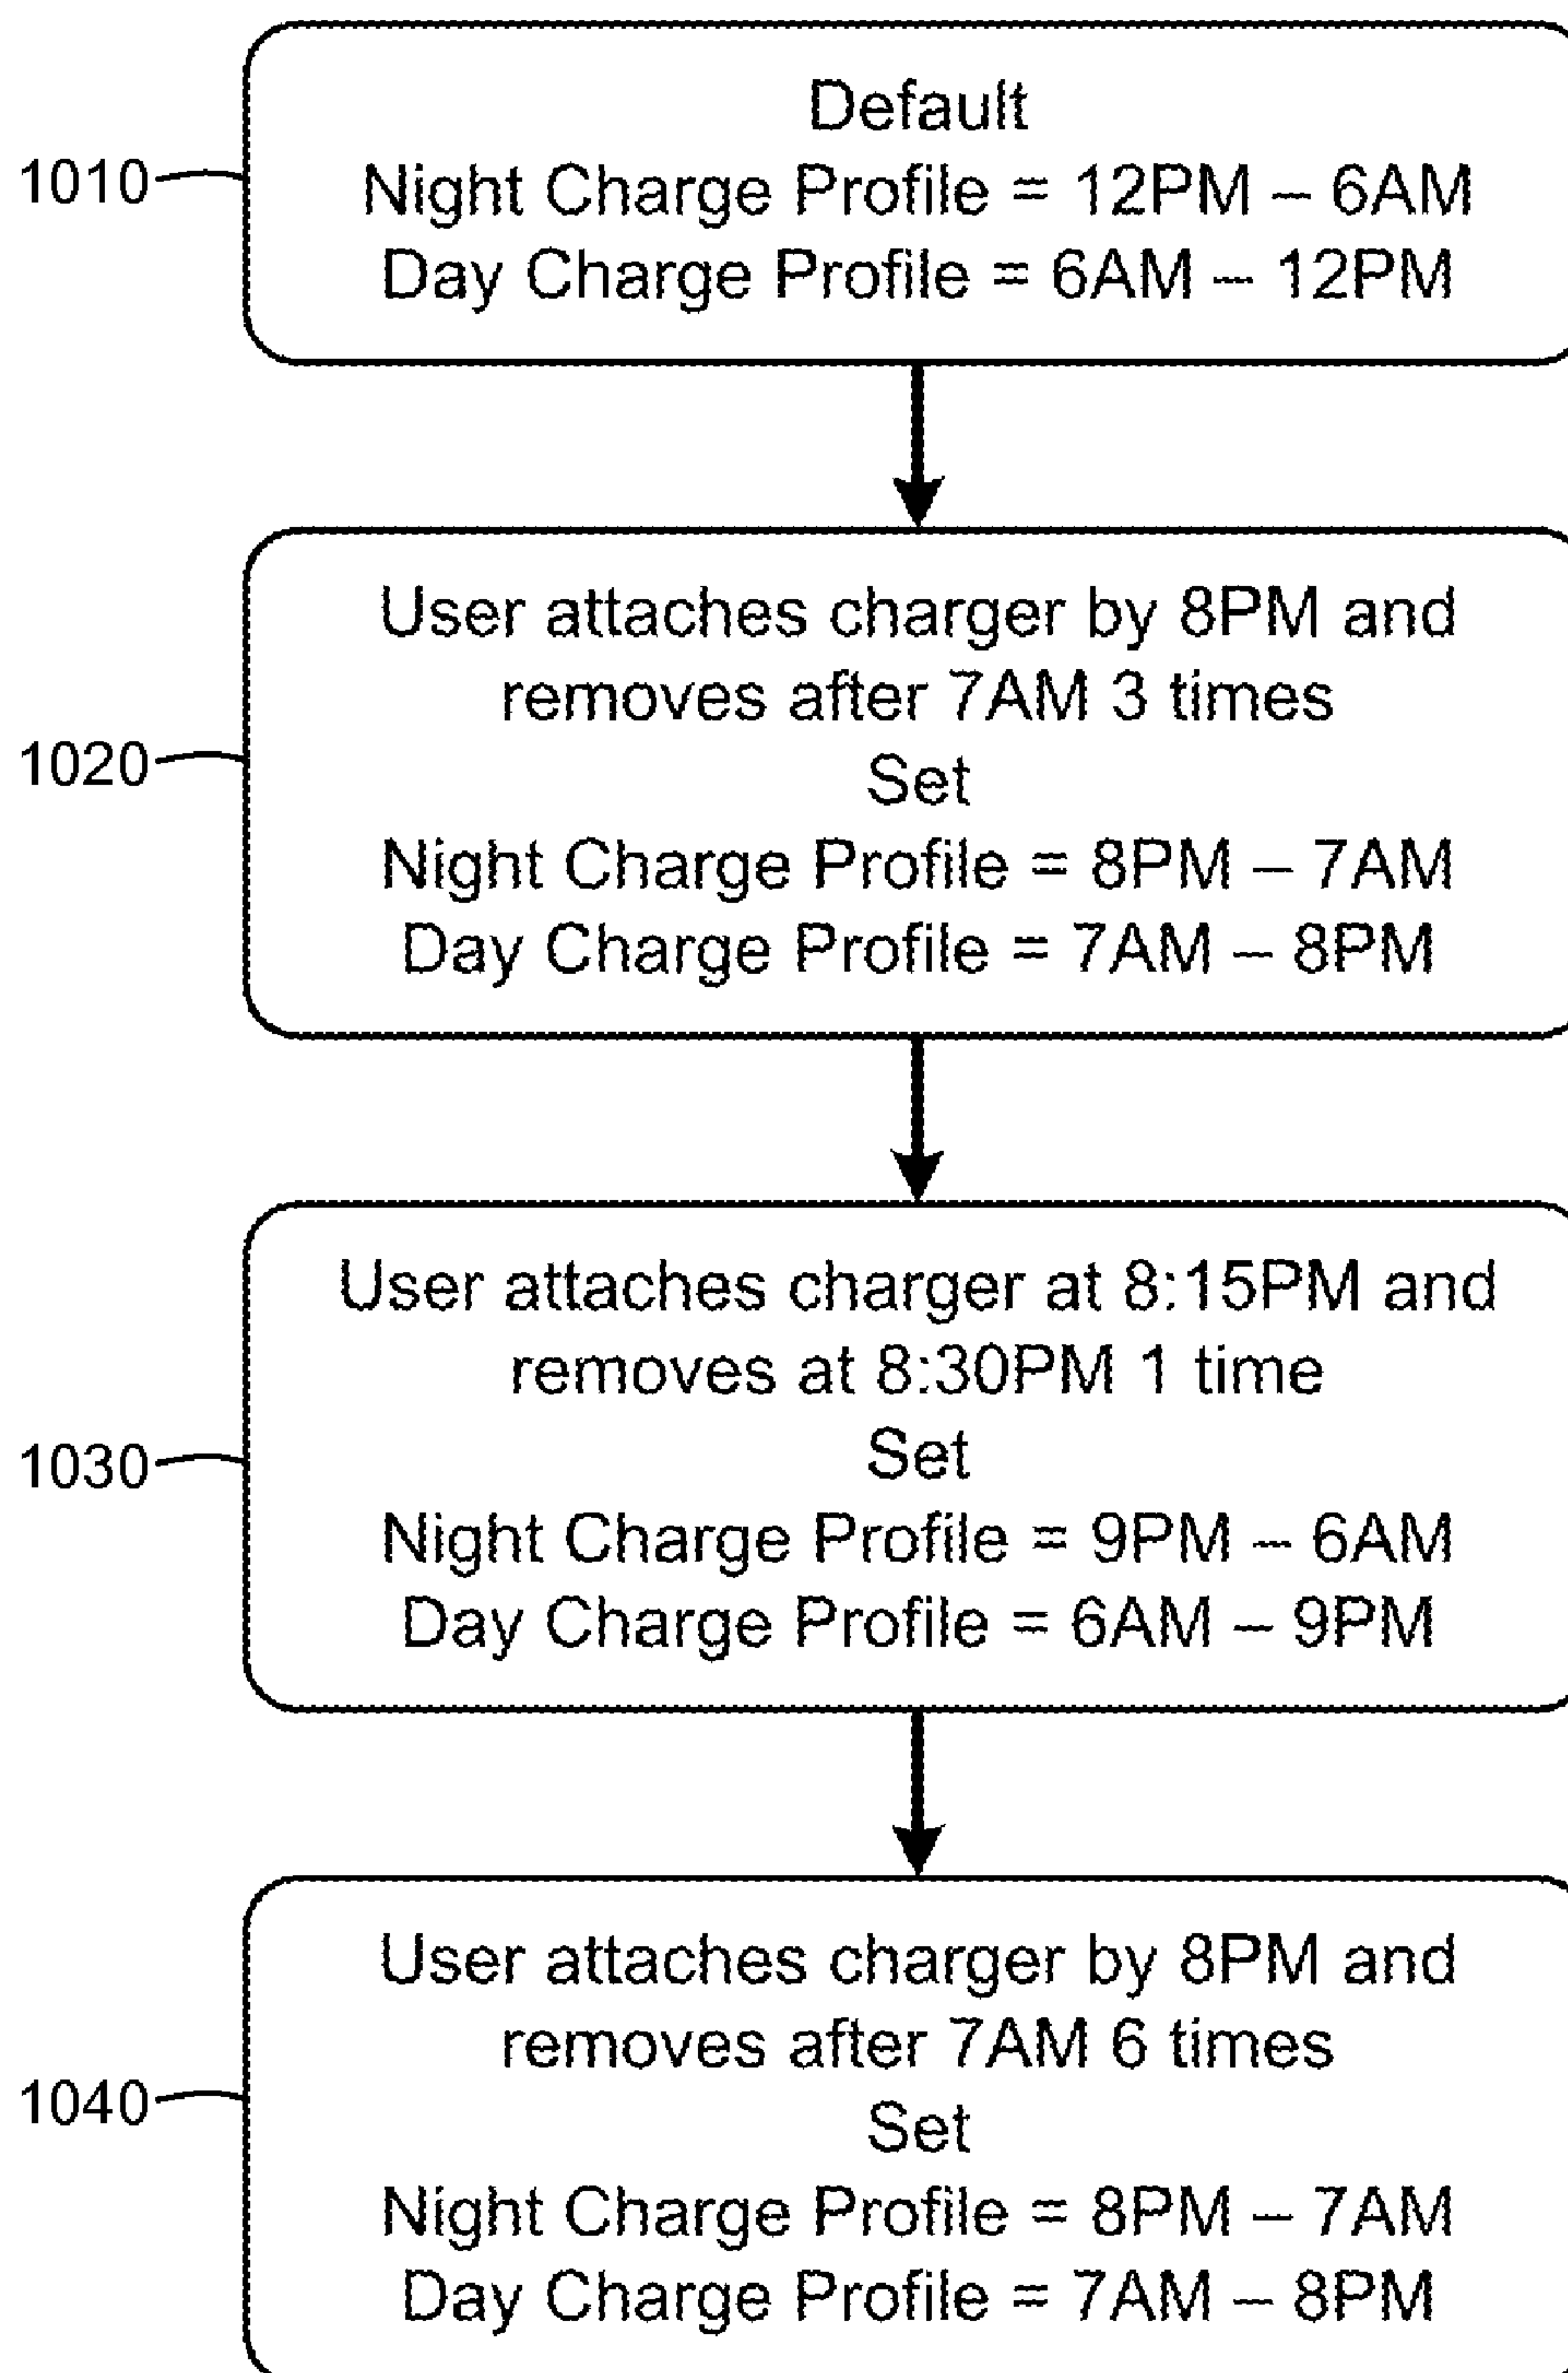 Default
1010
Night Charge Profile = 12PM – 6AM
Day Charge Profile = 6AM – 12PM
User attaches charger by 8PM and
removes after 7AM 3 times
1020
Set
Night Charge Profile = 8PM – 7AM
Day Charge Profile = 7AM – 8PM
User attaches charger at 8:15PM and
removes at 8:30PM 1 time
1030
Set
Night Charge Profile = 9PM – 6AM
Day Charge Profile = 6AM – 9PM
User attaches charger by 8PM and
removes after 7AM 6 times
1040
Set
Night Charge Profile = 8PM – 7AM
Day Charge Profile = 7AM – 8PM